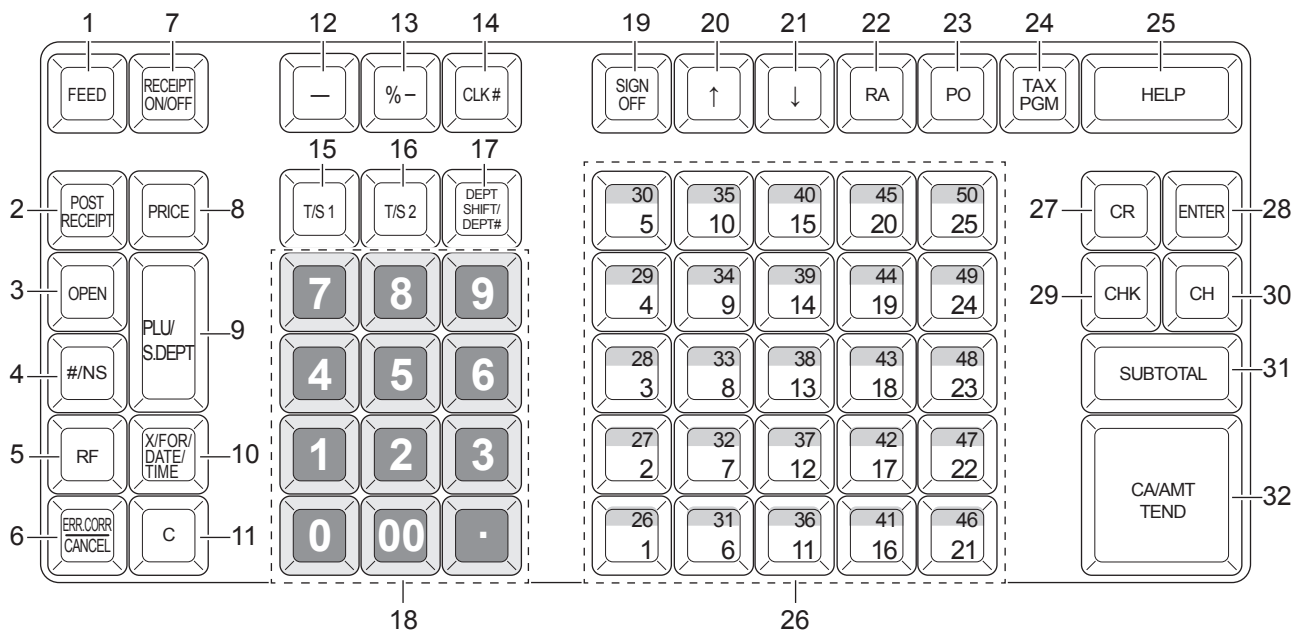 1 7 12 13 14 19 20 21 22 23 24 25
FEED RECEIPT ON/OFF — %− CLK# SIGN OFF ↑ ↓ RA PO TAX PGM HELP
15 16 17
2 POST RECEIPT PRICE 8 T/S 1 T/S 2 DEPT SHIFT/ DEPT# 30 5 35 10 40 15 45 20 50 25 27 CR ENTER 28
3 OPEN PLU/ S.DEPT 9 7 8 9 29 4 34 9 39 14 44 19 49 24 29 CHK CH 30
4 #/NS 4 5 6 28 3 33 8 38 13 43 18 48 23 SUBTOTAL 31
5 RF X/FOR/ DATE/ TIME 10 1 2 3 27 2 32 7 37 12 42 17 47 22 CA/AMT TEND 32
6 ERR.CORR CANCEL C 11 0 00 · 26 1 31 6 36 11 41 16 46 21
18 26